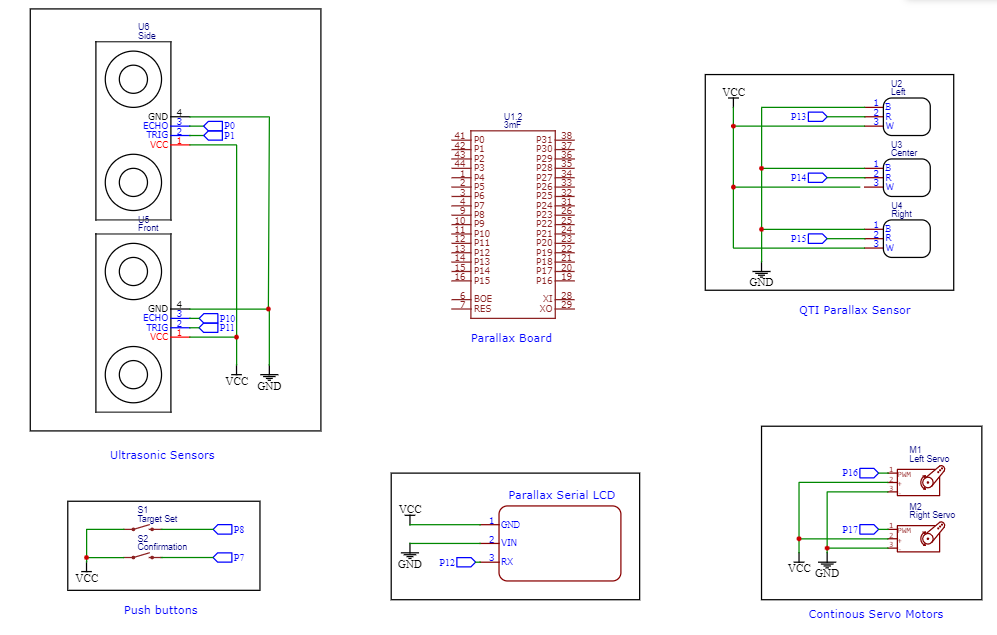 U6
Side
GND 4
ECHO 3 P0
TRIG 2 P1
VCC 1
U5
Front
GND 4
ECHO 3 P10
TRIG 2 P11
VCC 1
VCC
GND
Ultrasonic Sensors
U1,2
3mF
41 P0 P31 38
42 P1 P30 37
43 P2 P29 36
44 P3 P28 35
1 P4 P27 34
2 P5 P26 33
3 P6 P25 32
4 P7 P24 31
9 P8 P23 26
10 P9 P22 25
11 P10 P21 24
12 P11 P20 23
13 P12 P19 22
14 P13 P18 21
15 P14 P17 20
16 P15 P16 19
6 BOE XI 28
7 RES XO 29
Parallax Board
VCC
U2
Left
1 B
P13 2 R
3 W
U3
Center
1 B
P14 2 R
3 W
U4
Right
1 B
P15 2 R
3 W
GND
QTI Parallax Sensor
S1
Target Set
P8
S2
Confirmation
P7
VCC
Push buttons
Parallax Serial LCD
VCC
1 GND
2 VIN
GND
P12 3 RX
M1
Left Servo
P16 1 PWM
2 +
3 -
M2
Right Servo
P17 1 PWM
2 +
3 -
VCC
GND
Continous Servo Motors